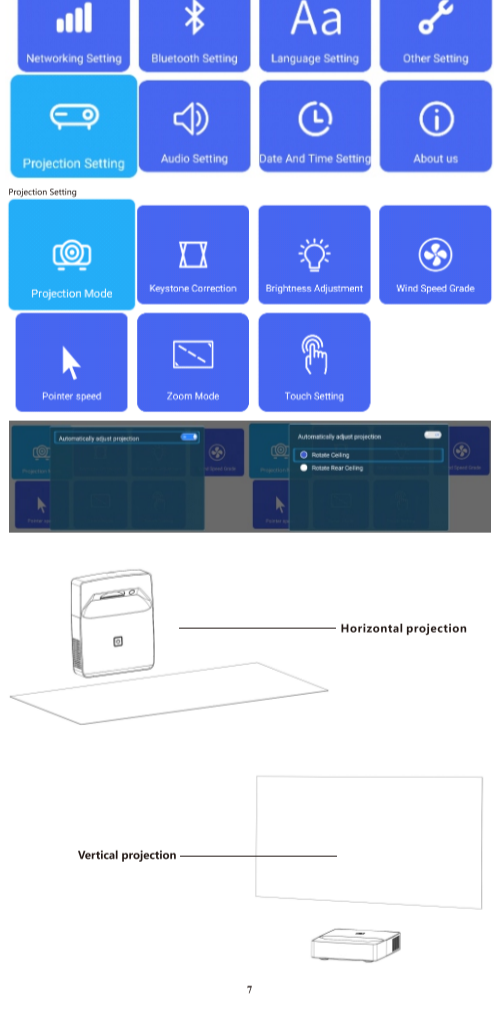 Networking Setting
Bluetooth Setting
Aa
Language Setting
Other Setting
Projection Setting
Audio Setting
Date And Time Setting
About us
Projection Setting
Projection Mode
Keystone Correction
Brightness Adjustment
Wind Speed Grade
Pointer speed
Zoom Mode
Touch Setting
Automatically adjust projection
Automatically adjust projection
Rotate Ceiling
Rotate Rear Ceiling
Horizontal projection
Vertical projection
7